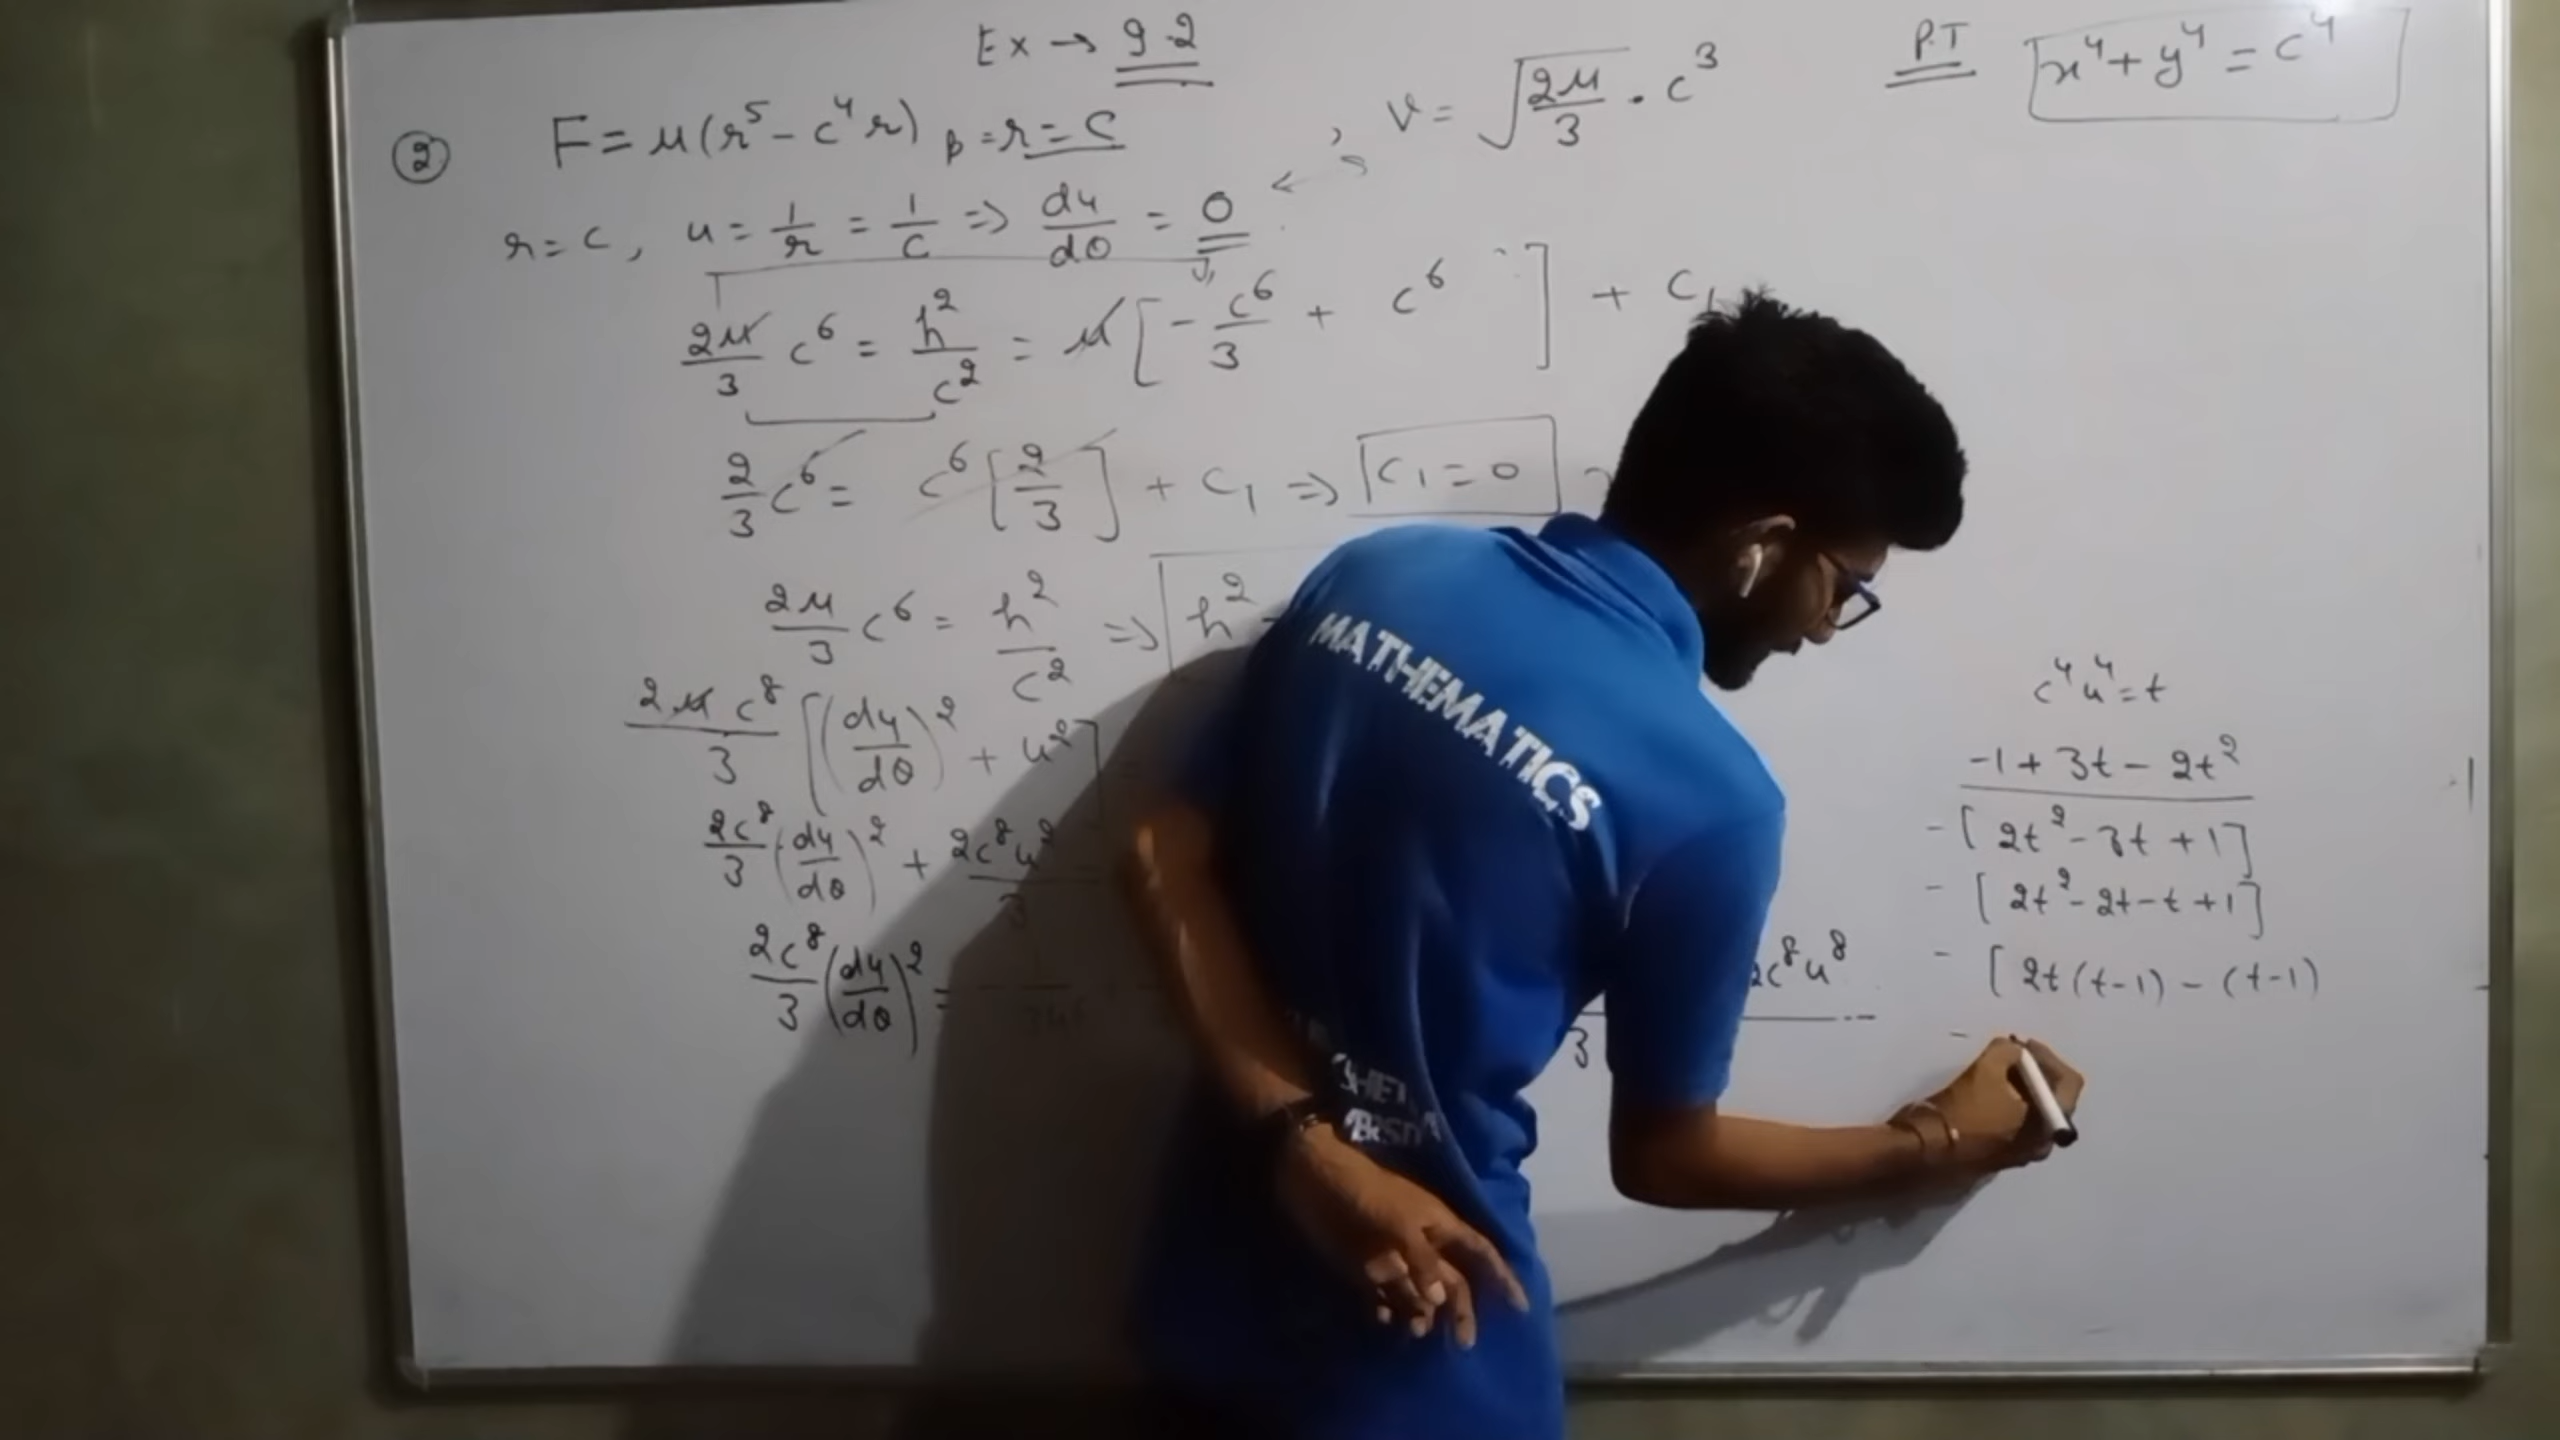 Ex → 9.2
② F = μ(r⁵ - c⁴r) p = r = c , v = √(2μ/3) . c³ P.T x⁴ + y⁴ = c⁴
r = c, u = 1/r = 1/c ⇒ du/dθ = 0
2μ/3 c⁶ = h²/c² = μ[-c⁶/3 + c⁶] + c₁
2/3 c⁶ = c⁶[2/3] + c₁ ⇒ c₁ = 0
2μ/3 c⁶ = h²/c² ⇒ h²
2μc⁸/3 [(du/dθ)² + u²]
2c⁸/3 (du/dθ)² + 2c⁸u²/3
2c⁸/3 (du/dθ)² =
3
2c⁸u⁸
c⁴u⁴ = t
-1 + 3t - 2t²
-[2t² - 3t + 1]
-[2t² - 2t - t + 1]
-[2t(t-1) - (t-1)
-
MATHEMATICS